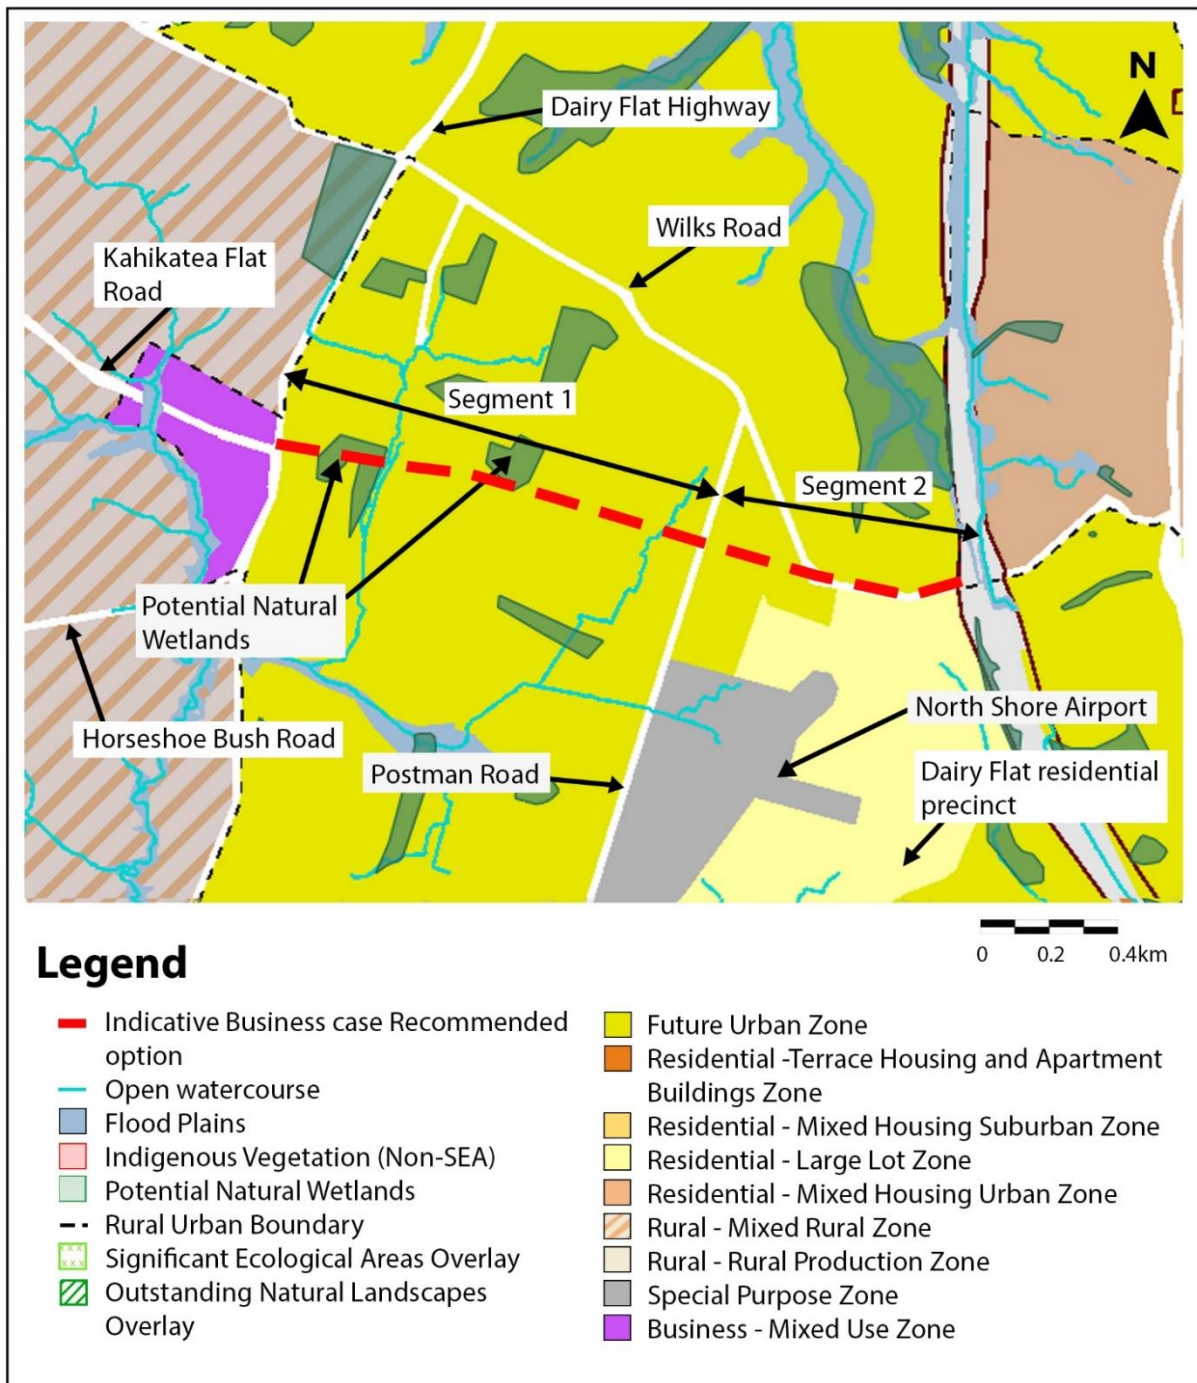 N
Dairy Flat Highway
Wilks Road
Kahikatea Flat
Road
Segment 1
Segment 2
Potential Natural
Wetlands
North Shore Airport
Horseshoe Bush Road
Postman Road
Dairy Flat residential
precinct
0 0.2 0.4km
Legend
Indicative Business case Recommended
option
Open watercourse
Flood Plains
Indigenous Vegetation (Non-SEA)
Potential Natural Wetlands
Rural Urban Boundary
Significant Ecological Areas Overlay
Outstanding Natural Landscapes
Overlay
Future Urban Zone
Residential -Terrace Housing and Apartment
Buildings Zone
Residential - Mixed Housing Suburban Zone
Residential - Large Lot Zone
Residential - Mixed Housing Urban Zone
Rural - Mixed Rural Zone
Rural - Rural Production Zone
Special Purpose Zone
Business - Mixed Use Zone